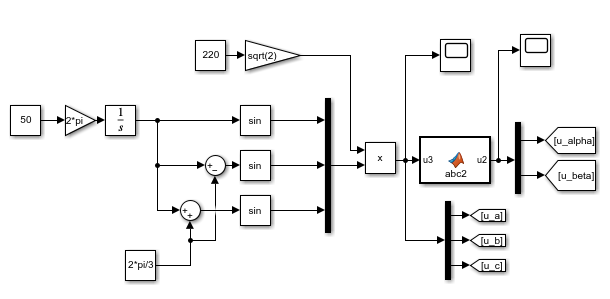 220
sqrt(2)
50
2*pi
1
s
sin
sin
sin
+
−
+
+
2*pi/3
x
u3
u2
abc2
[u_alpha]
[u_beta]
[u_a]
[u_b]
[u_c]